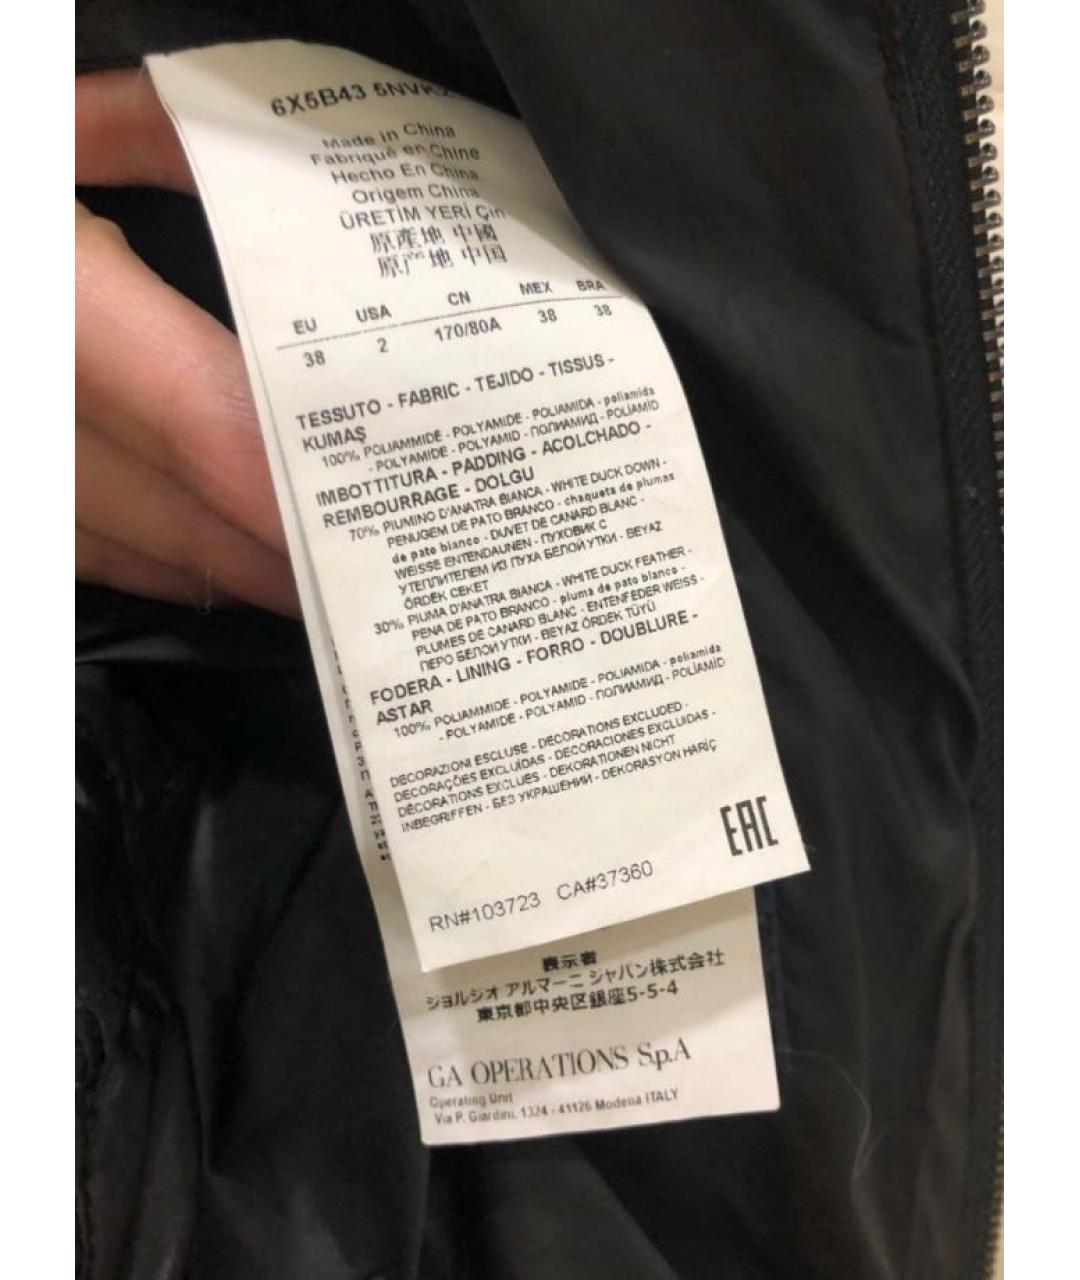 6X5B43
Made in China
Fabriqué en Chine
Hecho En China
Origem China
ÜRETİM YERİ Çin
原産地 中國
原产地 中国
EU USA CN MEX BRA
38 2 170/80A 38 38
TESSUTO - FABRIC - TEJIDO - TISSUS -
KUMAŞ
100% POLIAMMIDE - POLYAMIDE - POLIAMIDA - poliamida
- POLYAMIDE - POLYAMID - ПОЛИАМИД - POLİAMİD
IMBOTTITURA - PADDING - ACOLCHADO -
REMBOURRAGE - DOLGU
70% PIUMINO D'ANATRA BIANCA - WHITE DUCK DOWN -
PENUGEM DE PATO BRANCO - chaqueta de plumas
de pato blanco - DUVET DE CANARD BLANC -
WEISSE ENTENDAUNEN - ПУХОВИК С
УТЕПЛИТЕЛЕМ ИЗ ПУХА БЕЛОЙ УТКИ - BEYAZ
ÖRDEK CEKET
30% PIUMA D'ANATRA BIANCA - WHITE DUCK FEATHER -
PENA DE PATO BRANCO - pluma de pato blanco -
PLUMES DE CANARD BLANC - ENTENFEDER WEISS -
ПЕРО БЕЛОЙ УТКИ - BEYAZ ÖRDEK TÜYÜ
FODERA - LINING - FORRO - DOUBLURE -
ASTAR
100% POLIAMMIDE - POLYAMIDE - POLIAMIDA - poliamida
- POLYAMIDE - POLYAMID - ПОЛИАМИД - POLİAMİD
DECORAZIONI ESCLUSE - DECORATIONS EXCLUDED -
DECORAÇÕES EXCLUÍDAS - DECORACIONES EXCLUIDAS -
DÉCORATIONS EXCLUES - DEKORATIONEN NICHT
INBEGRIFFEN - БЕЗ УКРАШЕНИЙ - DEKORASYON HARİÇ
EAC
RN#103723 CA#37360
表示者
ジョルジオ アルマーニ ジャパン株式会社
東京都中央区銀座5-5-4
GA OPERATIONS S.p.A
Operating Unit
Via P. Giardini, 1324 - 41126 Modena ITALY